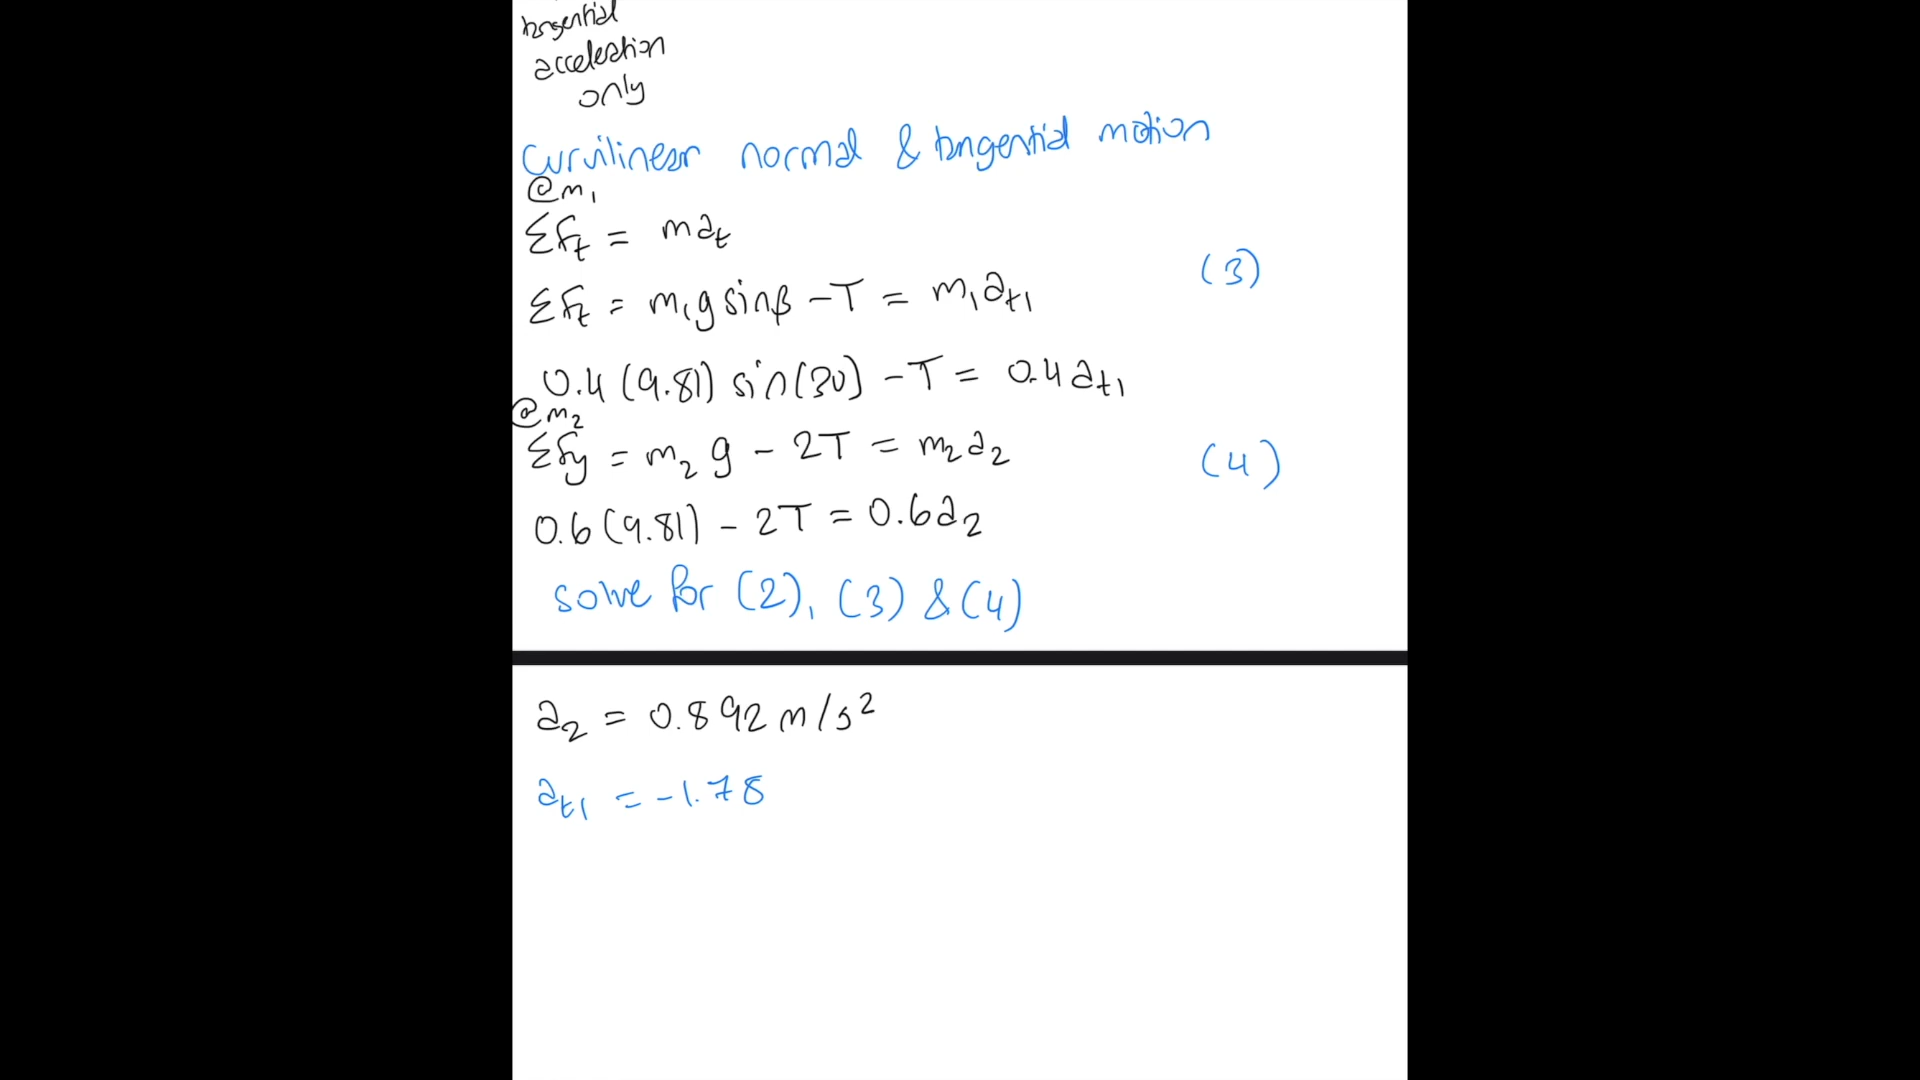 tangential
acceleration
only
curvilinear normal & tangential motion
@m₁
ΣFₜ = maₜ
ΣFₜ = m₁g sinβ - T = m₁aₜ₁ (3)
0.4 (9.81) sin(30) - T = 0.4aₜ₁
@m₂
ΣFy = m₂g - 2T = m₂a₂ (4)
0.6(9.81) - 2T = 0.6a₂
solve for (2), (3) & (4)
a₂ = 0.892 m/s²
aₜ₁ = -1.78